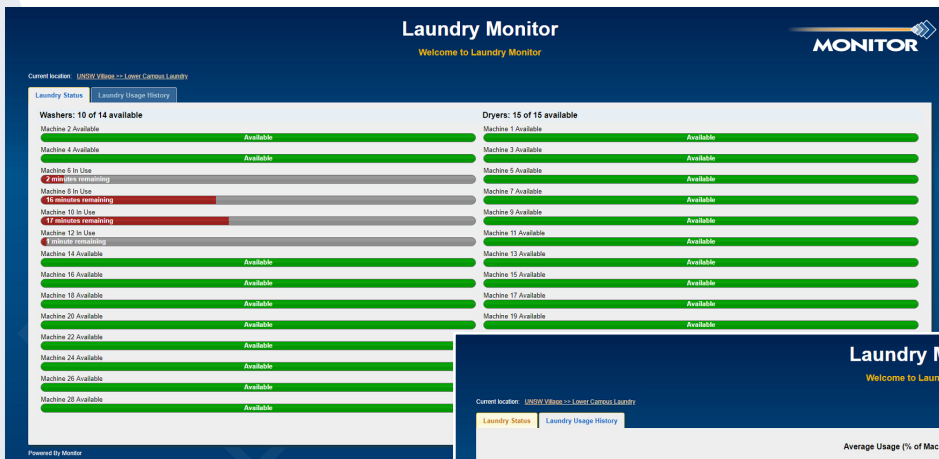 Laundry Monitor
Welcome to Laundry Monitor
MONITOR
Current location: UNSW Village >> Lower Campus Laundry
Laundry Status
Laundry Usage History
Washers: 10 of 14 available
Machine 2 Available
Available
Machine 4 Available
Available
Machine 6 In Use
2 minutes remaining
Machine 8 In Use
16 minutes remaining
Machine 10 In Use
17 minutes remaining
Machine 12 In Use
1 minute remaining
Machine 14 Available
Available
Machine 16 Available
Available
Machine 18 Available
Available
Machine 20 Available
Available
Machine 22 Available
Available
Machine 24 Available
Available
Machine 26 Available
Available
Machine 28 Available
Available
Dryers: 15 of 15 available
Machine 1 Available
Available
Machine 3 Available
Available
Machine 5 Available
Available
Machine 7 Available
Available
Machine 9 Available
Available
Machine 11 Available
Available
Machine 13 Available
Available
Machine 15 Available
Available
Machine 17 Available
Available
Machine 19 Available
Available
Powered By Monitor
Laundry M
Welcome to Laun
Current location: UNSW Village >> Lower Campus Laundry
Laundry Status
Laundry Usage History
Average Usage (% of Mac